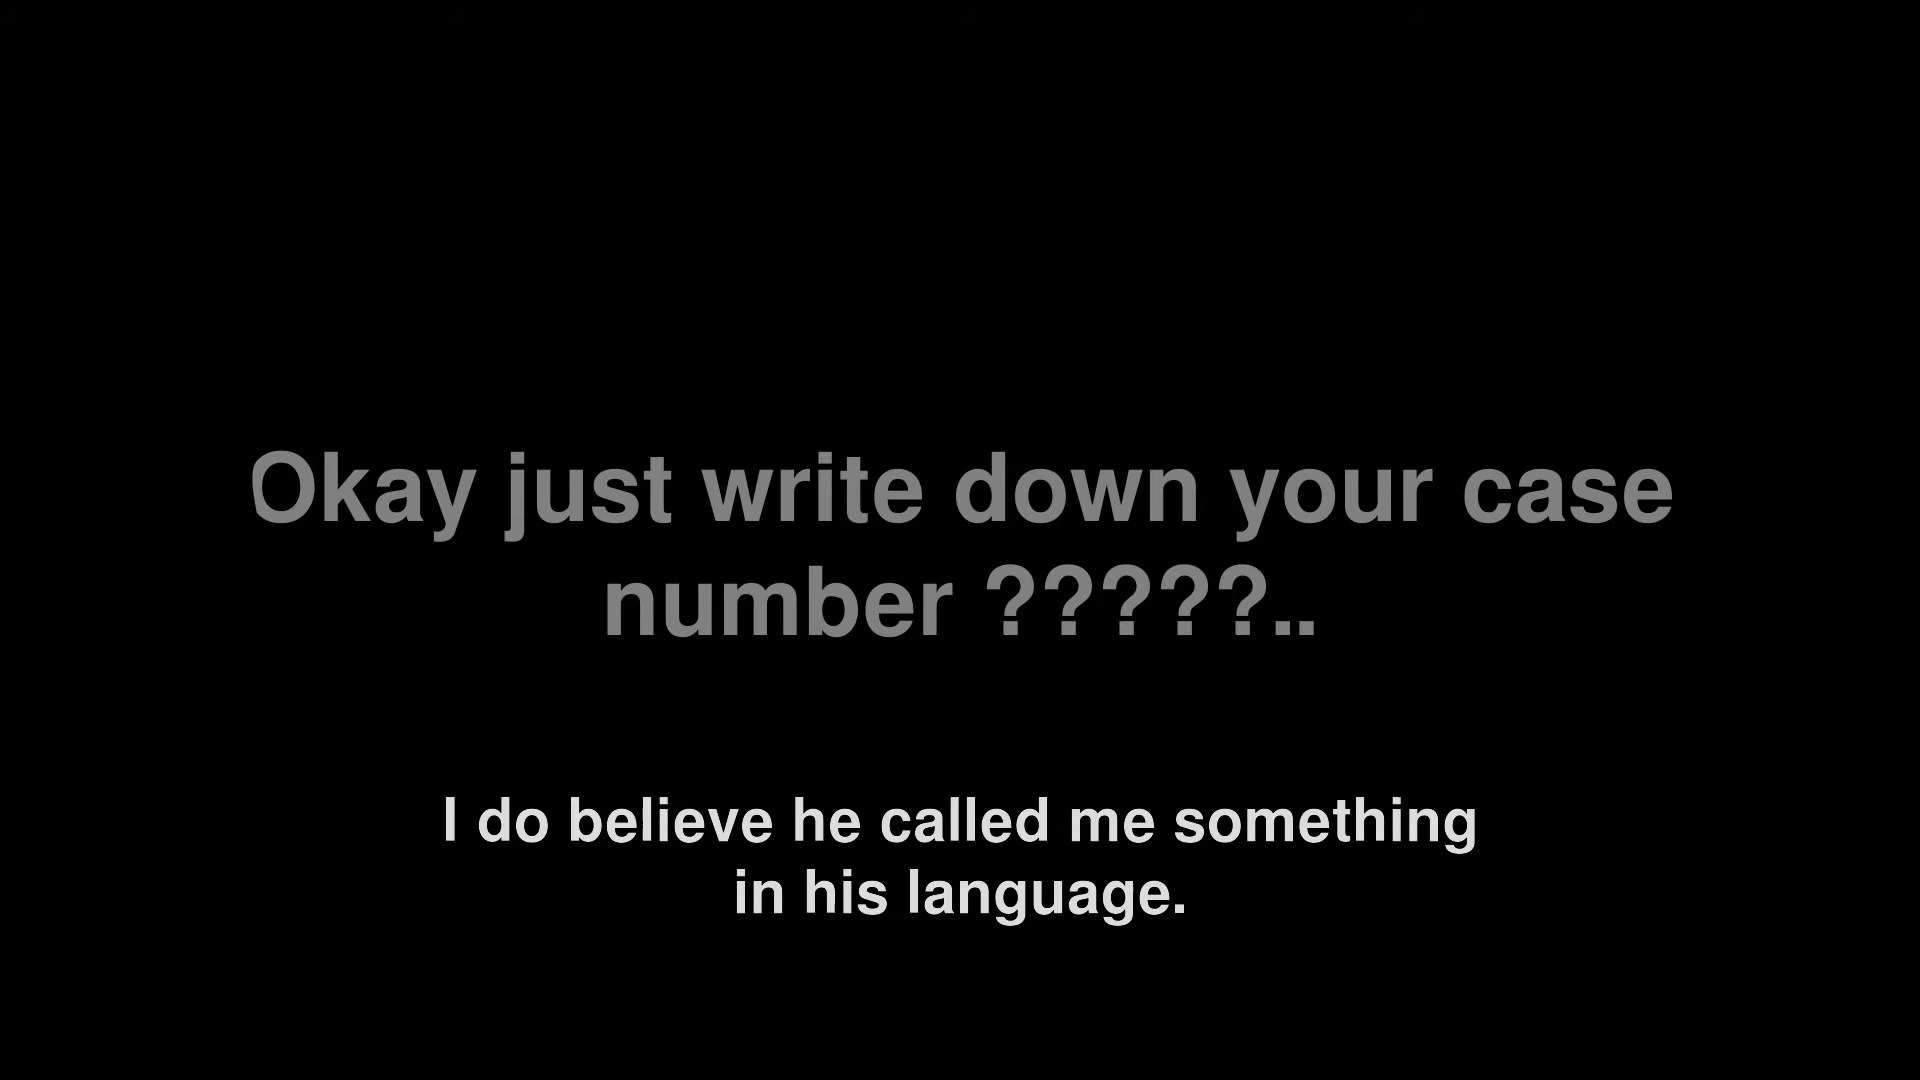 Okay just write down your case
number ?????..
I do believe he called me something
in his language.